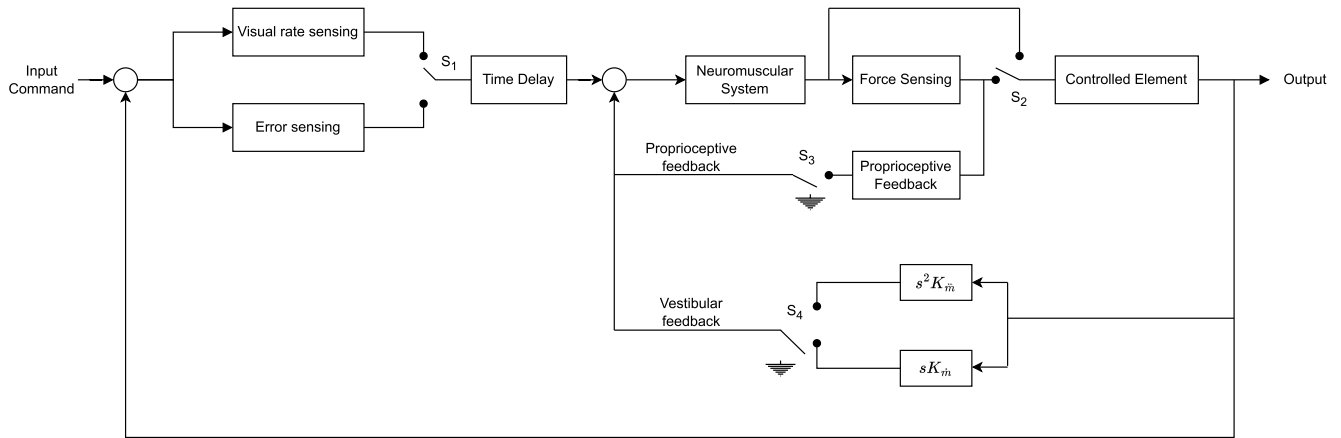 Input
Command
Visual rate sensing
Error sensing
S1
Time Delay
Neuromuscular
System
Force Sensing
S2
Controlled Element
Output
Proprioceptive
feedback
S3
Proprioceptive
Feedback
Vestibular
feedback
S4
s²Km̈
sKṁ